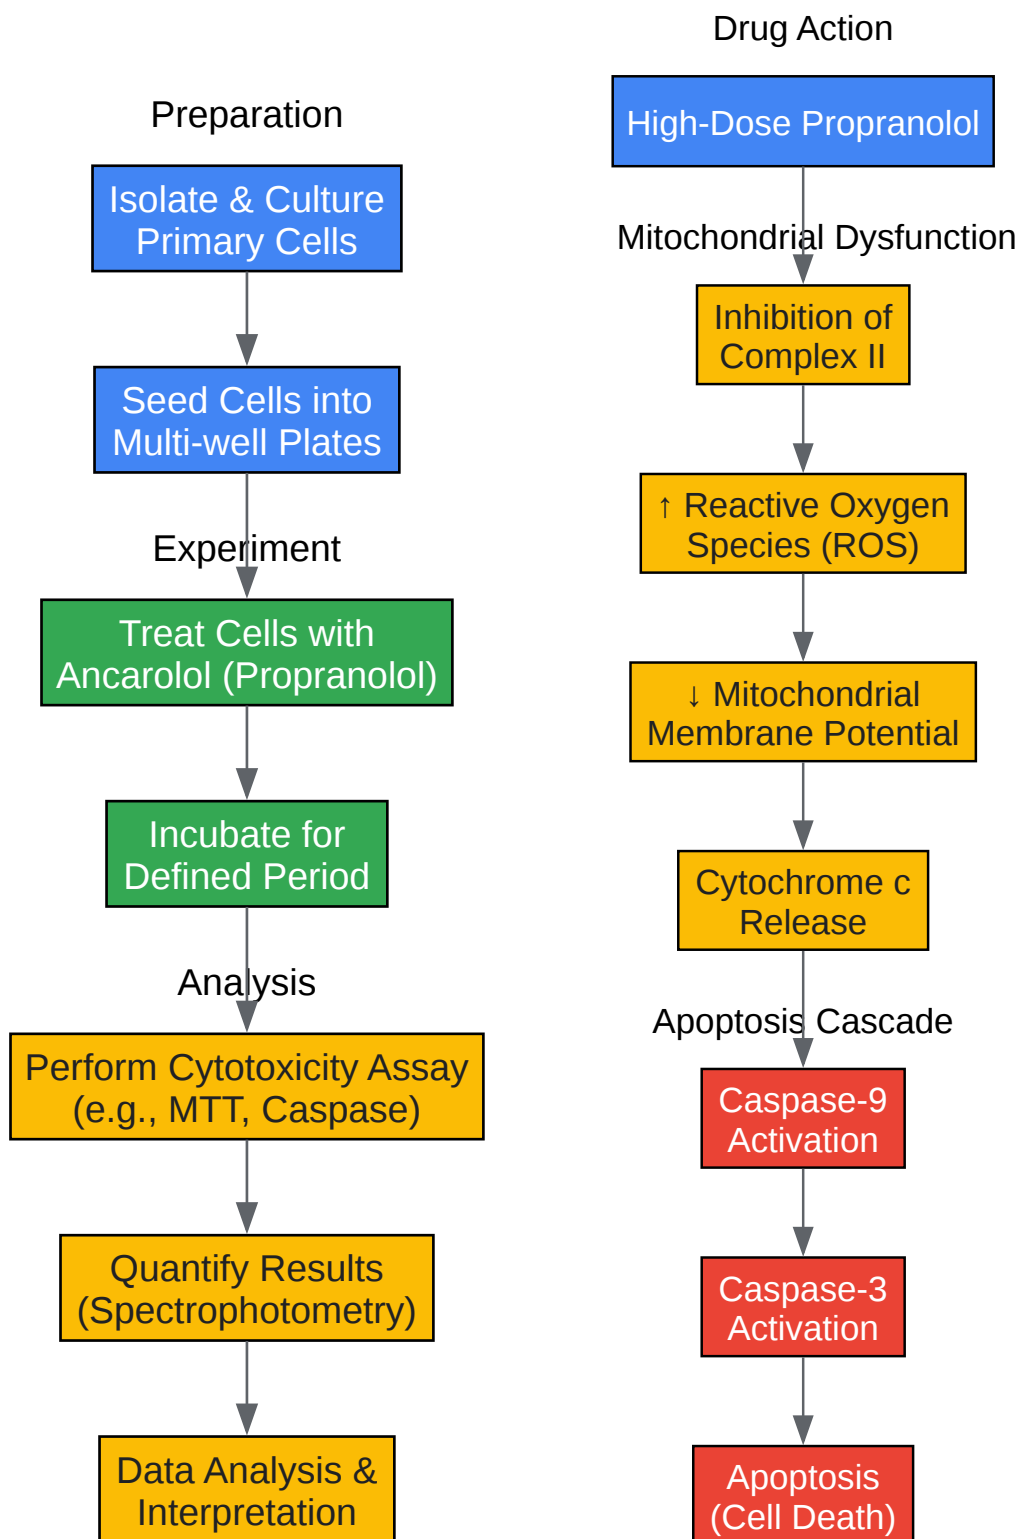 Preparation
Isolate & Culture
Primary Cells
Seed Cells into
Multi-well Plates
Experiment
Treat Cells with
Ancarolol (Propranolol)
Incubate for
Defined Period
Analysis
Perform Cytotoxicity Assay
(e.g., MTT, Caspase)
Quantify Results
(Spectrophotometry)
Data Analysis &
Interpretation
Drug Action
High-Dose Propranolol
Mitochondrial Dysfunction
Inhibition of
Complex II
↑ Reactive Oxygen
Species (ROS)
↓ Mitochondrial
Membrane Potential
Cytochrome c
Release
Apoptosis Cascade
Caspase-9
Activation
Caspase-3
Activation
Apoptosis
(Cell Death)